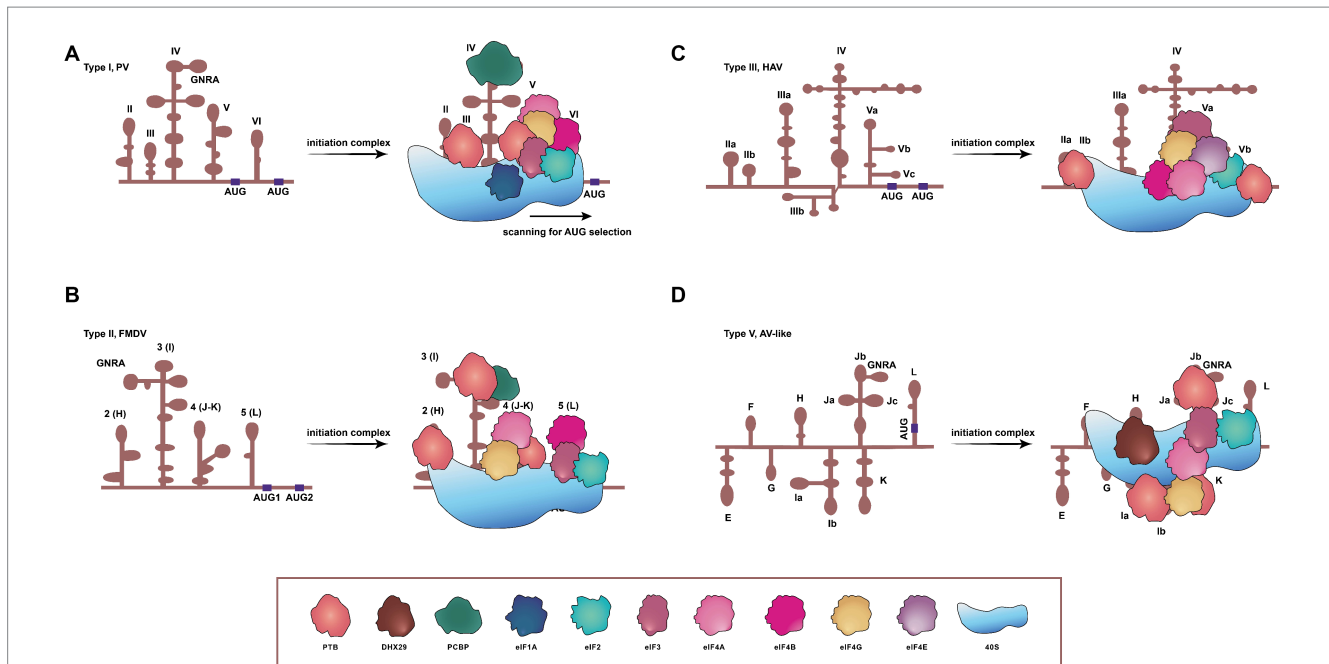 A
Type I, PV
IV
GNRA
II
III
V
VI
AUG
AUG
initiation complex
IV
V
II
III
VI
AUG
scanning for AUG selection
C
Type III, HAV
IV
IIIa
Va
IIa
IIb
Vb
Vc
AUG
AUG
IIIb
initiation complex
IV
IIIa
Va
IIa
IIb
Vb
B
Type II, FMDV
3 (I)
GNRA
2 (H)
4 (J-K)
5 (L)
AUG1
AUG2
initiation complex
3 (I)
2 (H)
4 (J-K)
5 (L)
D
Type V, AV-like
Jb
GNRA
L
F
H
Ja
Jc
AUG
G
Ia
K
E
Ib
initiation complex
Jb
GNRA
L
Ja
Jc
F
H
G
K
E
Ia
Ib
PTB
DHX29
PCBP
eIF1A
eIF2
eIF3
eIF4A
eIF4B
eIF4G
eIF4E
40S